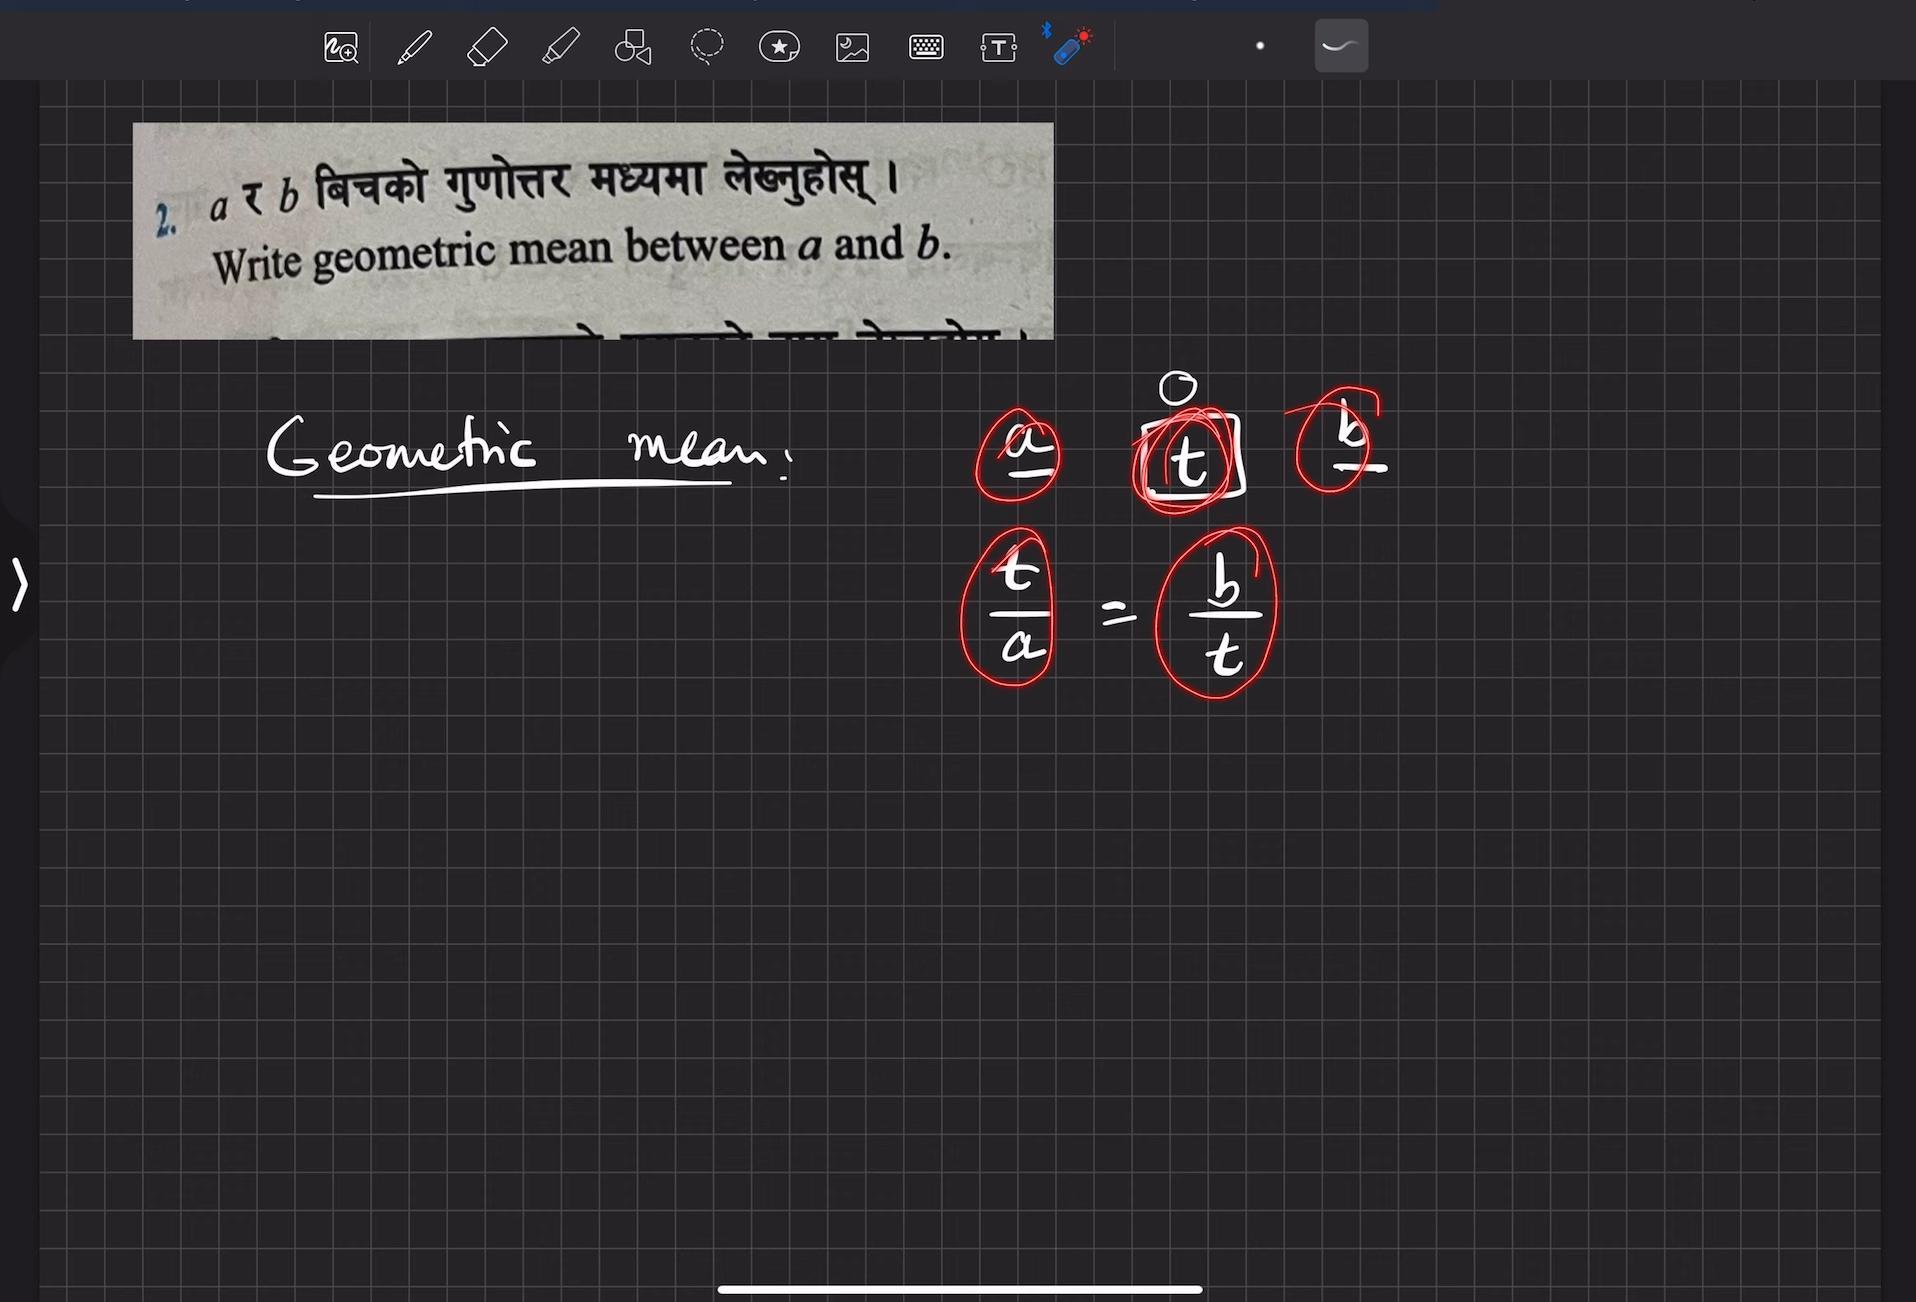 2. a र b बिचको गुणोत्तर मध्यमा लेख्नुहोस् ।
Write geometric mean between a and b.
Geometric mean: a t b
t/a = b/t